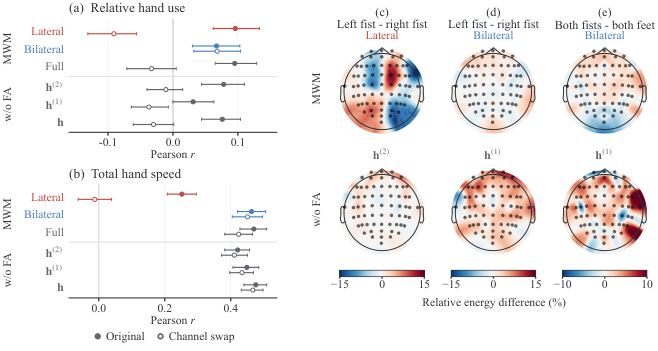 (a) Relative hand use
MWM
Lateral
Bilateral
Full
w/o FA
h(2)
h(1)
h
−0.1 0.0 0.1
Pearson r
(b) Total hand speed
MWM
Lateral
Bilateral
Full
w/o FA
h(2)
h(1)
h
0.0 0.2 0.4
Pearson r
Original Channel swap
(c) (d) (e)
Left fist - right fist Left fist - right fist Both fists - both feet
Lateral Bilateral Bilateral
MWM
h(2) h(1) h(1)
w/o FA
−15 0 15 −15 0 15 −10 0 10
Relative energy difference (%)